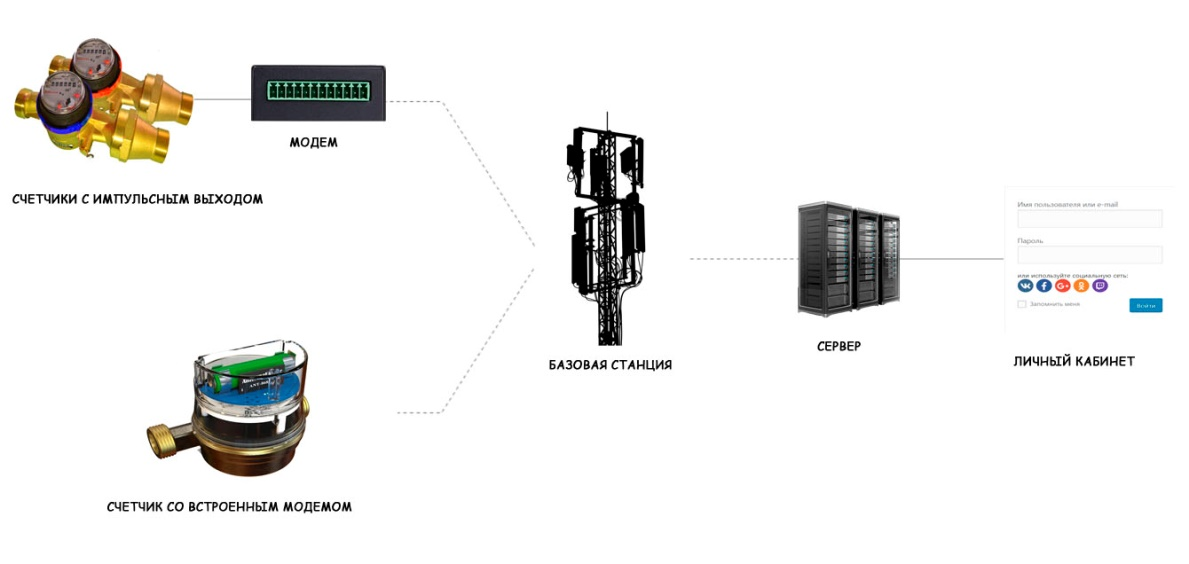 МОДЕМ
СЧЕТЧИКИ С ИМПУЛЬСНЫМ ВЫХОДОМ
Имя пользователя или e-mail
Пароль
или используйте социальную сеть:
Запомнить меня
Войти
БАЗОВАЯ СТАНЦИЯ
СЕРВЕР
ЛИЧНЫЙ КАБИНЕТ
СЧЕТЧИК СО ВСТРОЕННЫМ МОДЕМОМ